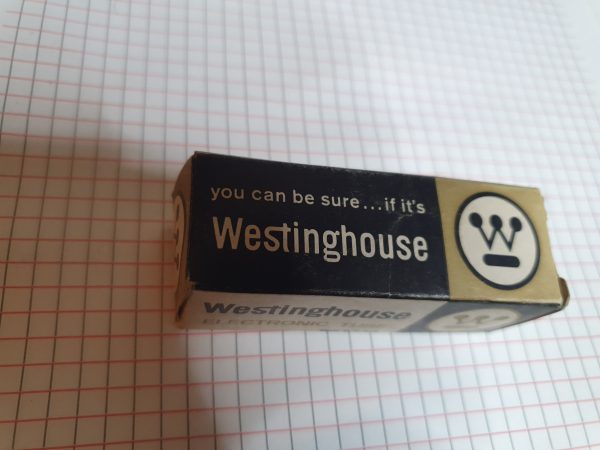 you can be sure...if it's
Westinghouse
W
Westinghouse
ELECTRONIC TUBE